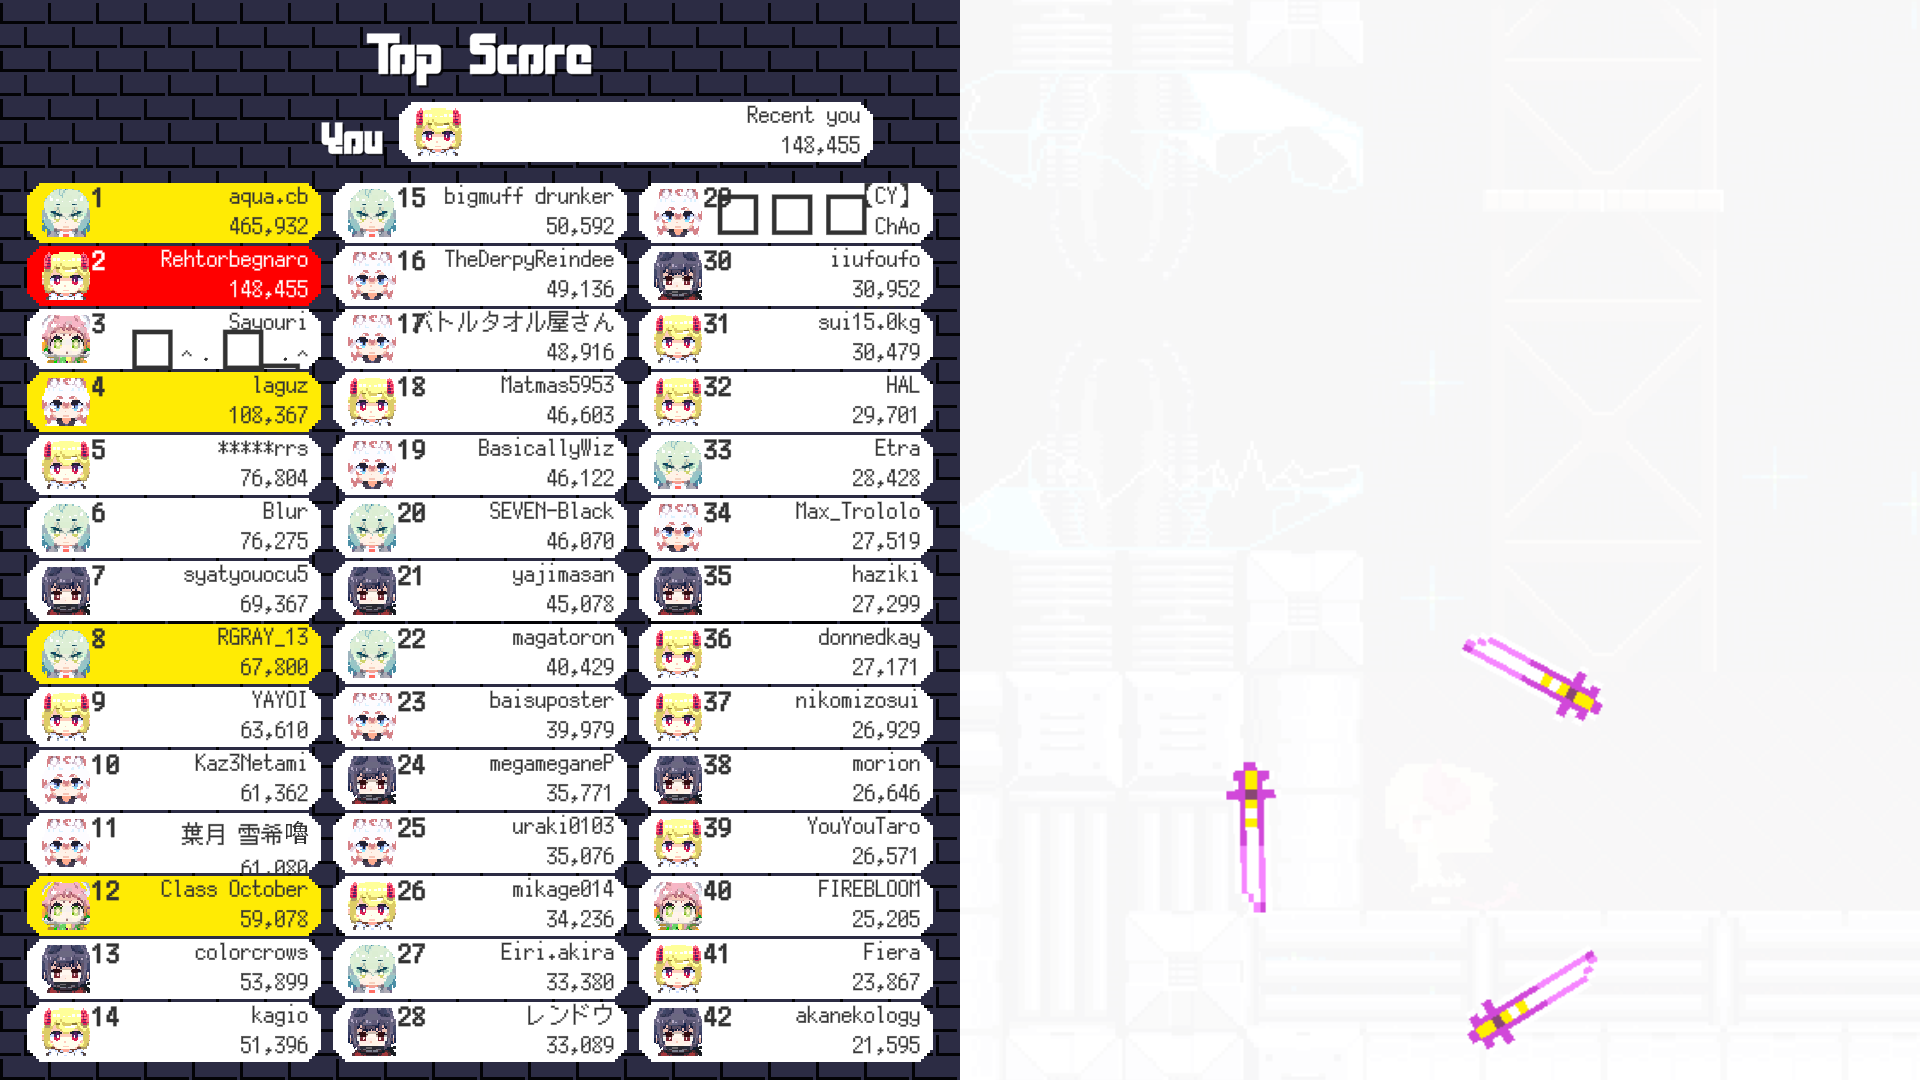 Top Score
You
Recent you
148,455
1 aqua.cb
465,932
2 Rehtorbegnaro
148,455
3 Sayouri
□^.□_.^
4 laguz
108,367
5 *****rrs
76,804
6 Blur
76,275
7 syatyouocu5
69,367
8 RGRAY_13
67,800
9 YAYOI
63,610
10 Kaz3Netami
61,362
11 葉月 雪希嚕
61,080
12 Class October
59,078
13 colorcrows
53,899
14 kagio
51,396
15 bigmuff drunker
50,592
16 TheDerpyReindee
49,136
17 バトルタオル屋さん
48,916
18 Matmas5953
46,603
19 BasicallyWiz
46,122
20 SEVEN-Black
46,070
21 yajimasan
45,078
22 magatoron
40,429
23 baisuposter
39,979
24 megameganeP
35,771
25 uraki0103
35,076
26 mikage014
34,236
27 Eiri.akira
33,380
28 レンドウ
33,089
29 □□□【CY】
ChAo
30 iiufoufo
30,952
31 sui15.0kg
30,479
32 HAL
29,701
33 Etra
28,428
34 Max_Trololo
27,519
35 haziki
27,299
36 donnedkay
27,171
37 nikomizosui
26,929
38 morion
26,646
39 YouYouTaro
26,571
40 FIREBLOOM
25,205
41 Fiera
23,867
42 akanekology
21,595